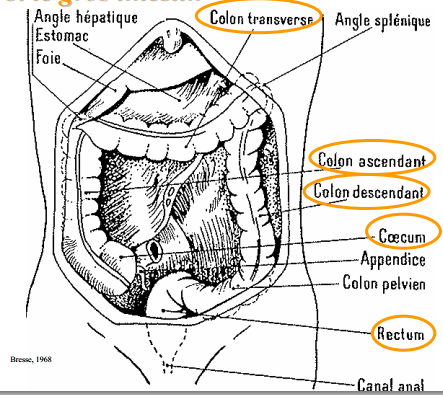 Angle hépatique
Estomac
Foie
Colon transverse
Angle splénique
Colon ascendant
Colon descendant
Cœcum
Appendice
Colon pelvien
Rectum
Bresse, 1968
Canal anal